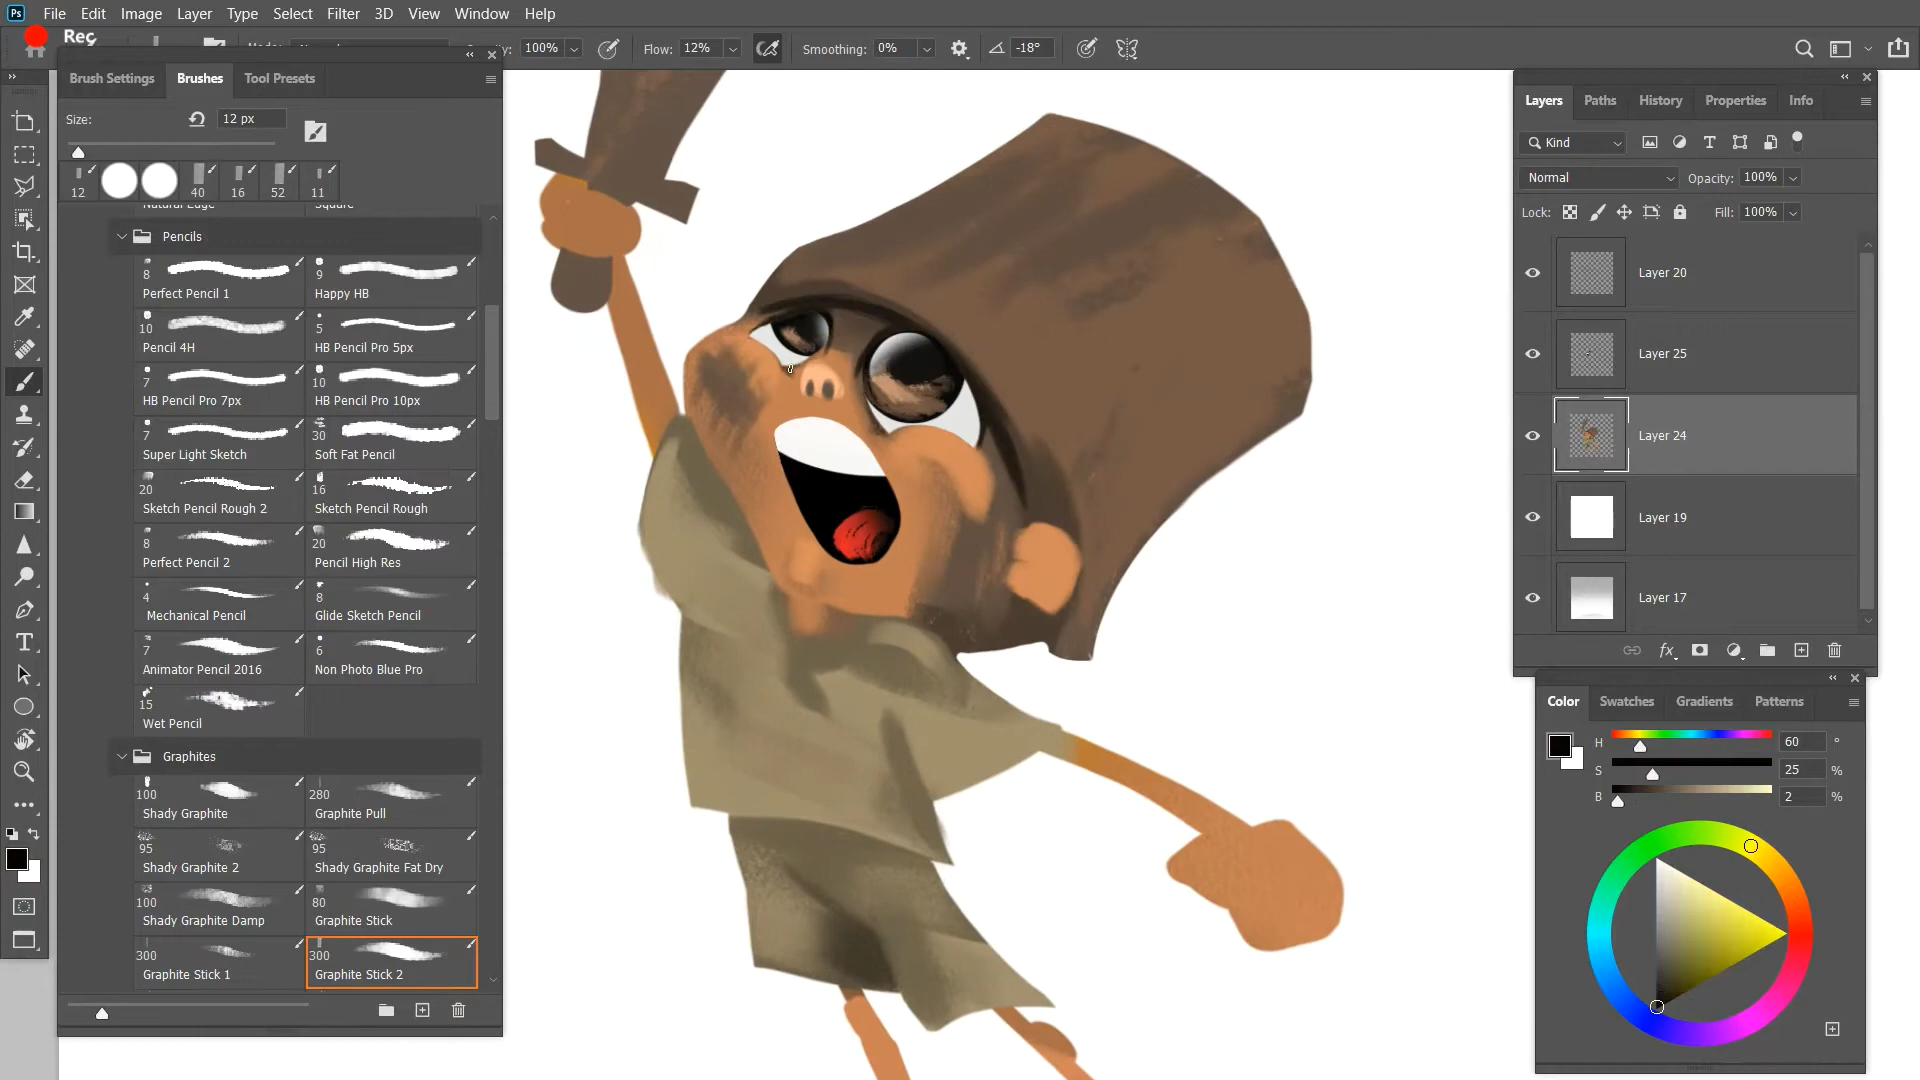 Ps File Edit Image Layer Type Select Filter 3D View Window Help
Rec
100% Flow: 12% Smoothing: 0% -18°
Brush Settings Brushes Tool Presets
Size: 12 px
12 40 16 52 11
Natural Edge Square
Pencils
8 9
Perfect Pencil 1 Happy HB
10 5
Pencil 4H HB Pencil Pro 5px
7 10
HB Pencil Pro 7px HB Pencil Pro 10px
7 30
Super Light Sketch Soft Fat Pencil
20 16
Sketch Pencil Rough 2 Sketch Pencil Rough
8 20
Perfect Pencil 2 Pencil High Res
4 8
Mechanical Pencil Glide Sketch Pencil
7 6
Animator Pencil 2016 Non Photo Blue Pro
15
Wet Pencil
Graphites
100 280
Shady Graphite Graphite Pull
95 95
Shady Graphite 2 Shady Graphite Fat Dry
100 80
Shady Graphite Damp Graphite Stick
300 300
Graphite Stick 1 Graphite Stick 2
Layers Paths History Properties Info
Kind
Normal Opacity: 100%
Lock: Fill: 100%
Layer 20
Layer 25
Layer 24
Layer 19
Layer 17
fx
Color Swatches Gradients Patterns
H 60 °
S 25 %
B 2 %